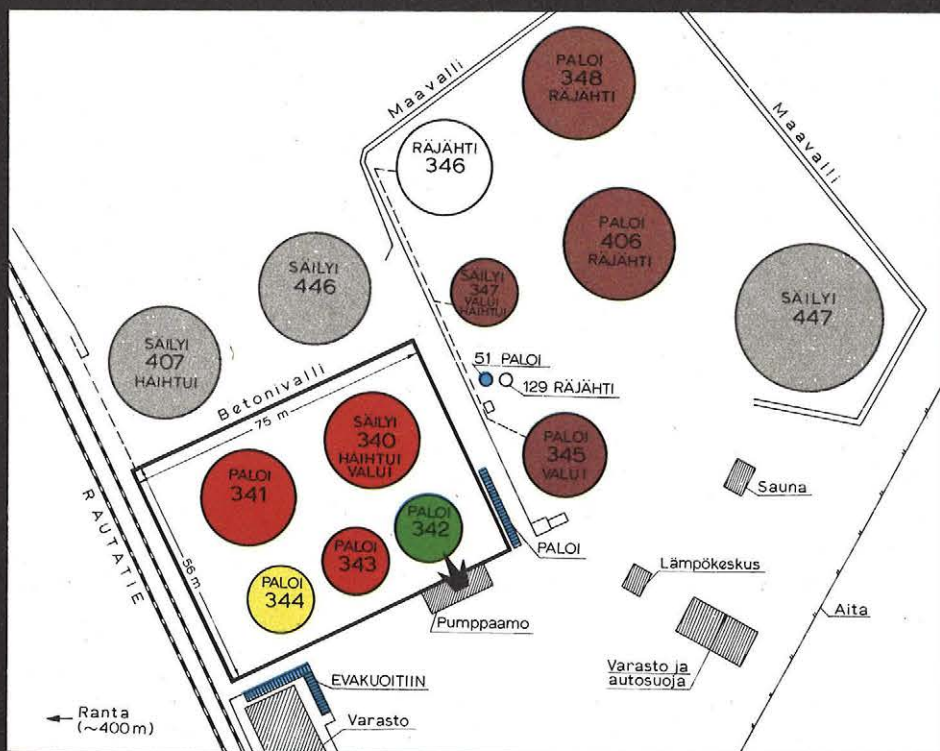 Maavalli
PALOI
348
RÄJÄHTI
Maavalli
RÄJÄHTI
346
PALOI
406
RÄJÄHTI
SÄILYI
446
SÄILYI
347
VALUI
HAIHTUI
SÄILYI
447
SÄILYI
407
HAIHTUI
51 PALOI
129 RÄJÄHTI
Betonivalli
75 m
SÄILYI
340
HAIHTUI
VALUI
PALOI
345
VALUI
PALOI
341
PALOI
342
Sauna
RAUTATIE
56 m
PALOI
343
PALOI
PALOI
344
Lämpökeskus
Aita
Pumppaamo
Varasto ja
autosuoja
EVAKUOITIIN
Ranta
(~400m)
Varasto